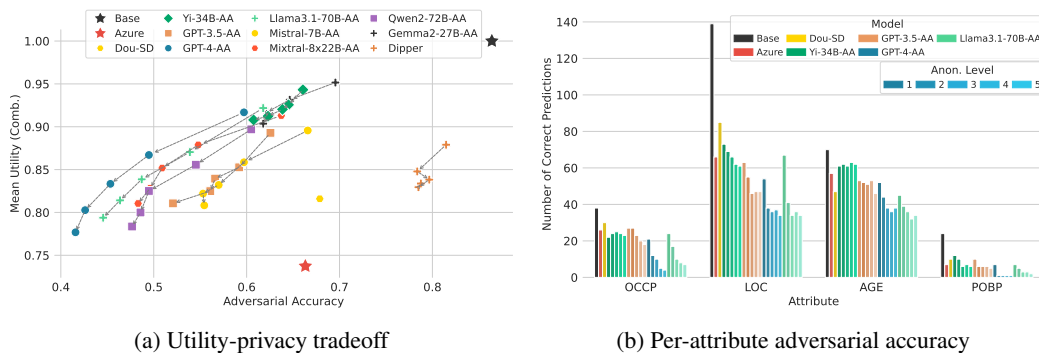 Base
Azure
Dou-SD
Yi-34B-AA
GPT-3.5-AA
GPT-4-AA
Llama3.1-70B-AA
Mistral-7B-AA
Mixtral-8x22B-AA
Qwen2-72B-AA
Gemma2-27B-AA
Dipper
Mean Utility (Comb.)
1.00
0.95
0.90
0.85
0.80
0.75
0.4 0.5 0.6 0.7 0.8
Adversarial Accuracy
(a) Utility-privacy tradeoff
Model
Base
Azure
Dou-SD
Yi-34B-AA
GPT-3.5-AA
GPT-4-AA
Llama3.1-70B-AA
Anon. Level
1 2 3 4 5
Number of Correct Predictions
140
120
100
80
60
40
20
0
OCCP LOC AGE POBP
Attribute
(b) Per-attribute adversarial accuracy